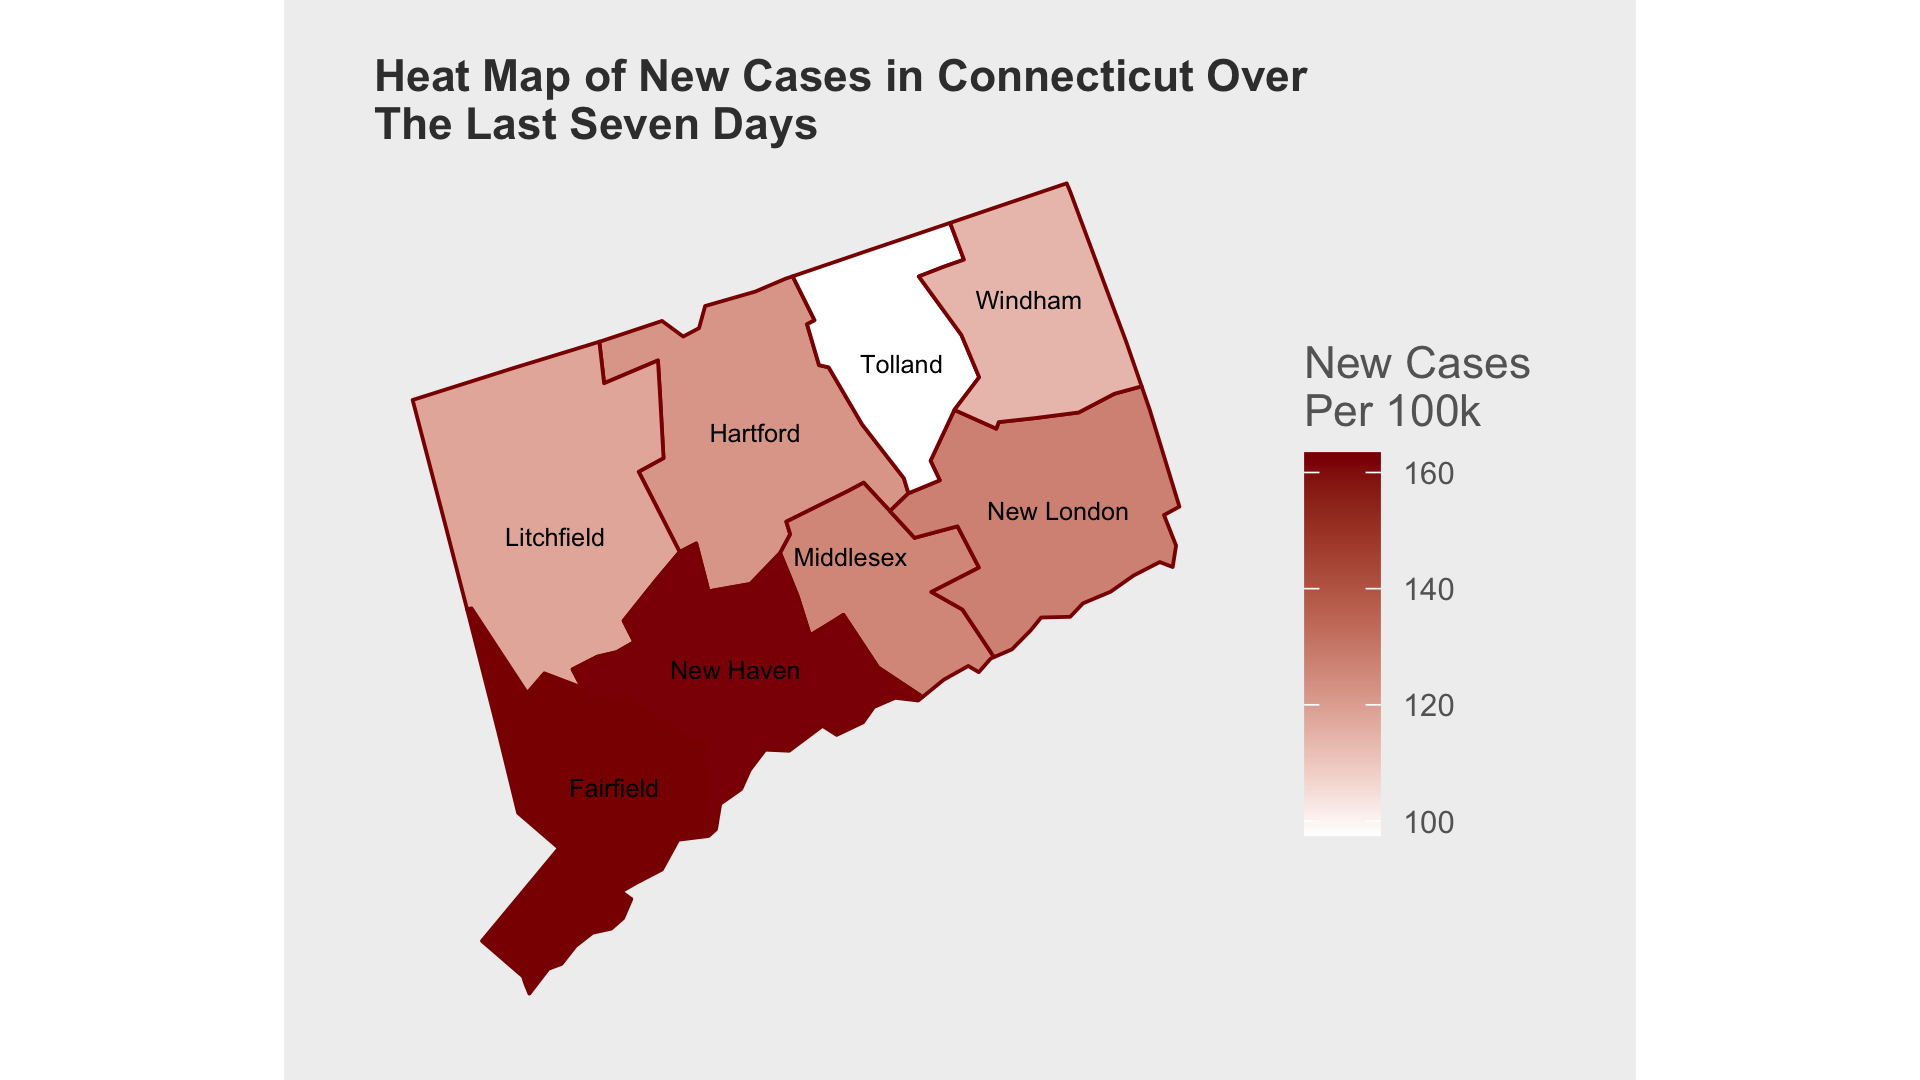 Heat Map of New Cases in Connecticut Over
The Last Seven Days
Windham
Tolland
Hartford
New London
Litchfield
Middlesex
New Haven
Fairfield
New Cases
Per 100k
160
140
120
100